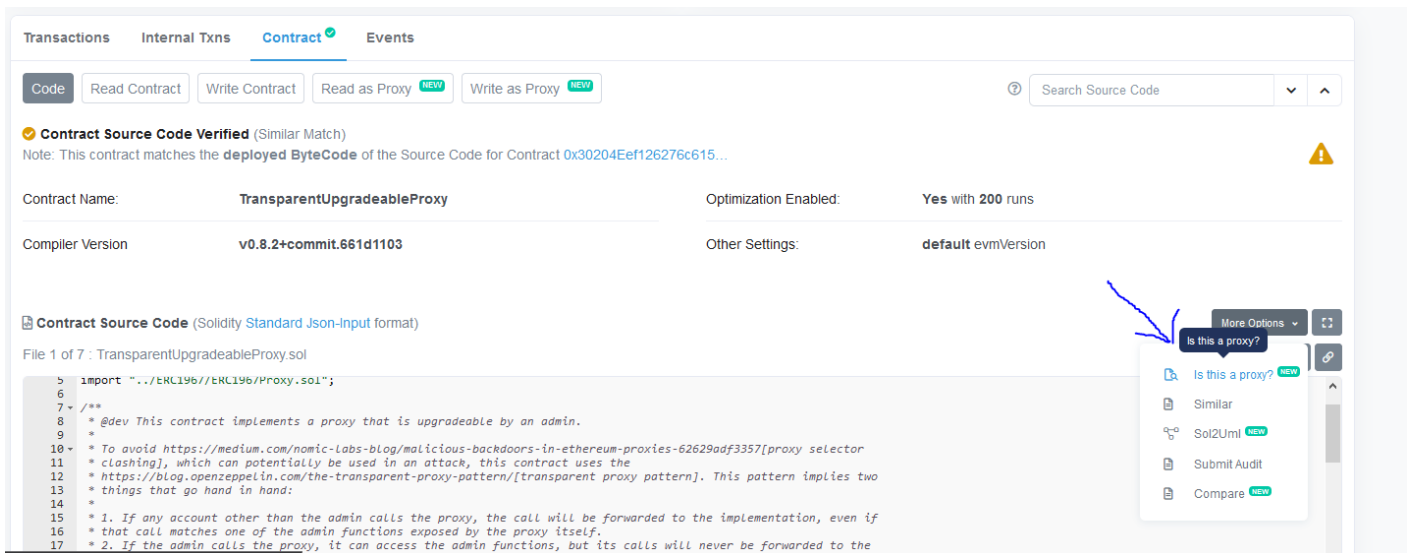 Transactions Internal Txns Contract Events
Code Read Contract Write Contract Read as Proxy NEW Write as Proxy NEW Search Source Code
Contract Source Code Verified (Similar Match)
Note: This contract matches the deployed ByteCode of the Source Code for Contract 0x30204Eef126276c615...
Contract Name: TransparentUpgradeableProxy Optimization Enabled: Yes with 200 runs
Compiler Version v0.8.2+commit.661d1103 Other Settings: default evmVersion
Contract Source Code (Solidity Standard Json-Input format) More Options
Is this a proxy?
File 1 of 7 : TransparentUpgradeableProxy.sol
Is this a proxy? NEW
Similar
Sol2Uml NEW
Submit Audit
Compare NEW
5 import "../ERC1967//ERC1967Proxy.sol";
6
7 /**
8 * @dev This contract implements a proxy that is upgradeable by an admin.
9 *
10 * To avoid https://medium.com/nomic-labs-blog/malicious-backdoors-in-ethereum-proxies-62629adf3357[proxy selector
11 * clashing], which can potentially be used in an attack, this contract uses the
12 * https://blog.openzeppelin.com/the-transparent-proxy-pattern/[transparent proxy pattern]. This pattern implies two
13 * things that go hand in hand:
14 *
15 * 1. If any account other than the admin calls the proxy, the call will be forwarded to the implementation, even if
16 * that call matches one of the admin functions exposed by the proxy itself.
17 * 2. If the admin calls the proxy, it can access the admin functions, but its calls will never be forwarded to the